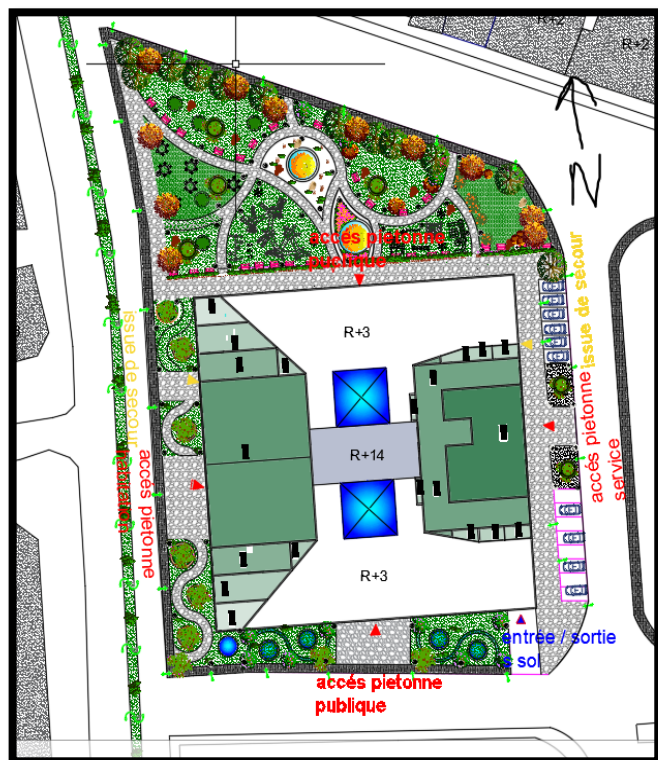 R+2
R+2
N
accés pietonne
puclique
issue de secour
R+3
issue de secour
accés pietonne
service
R+14
accés pietonne
R+3
entrée / sortie
s sol
accés pietonne
publique